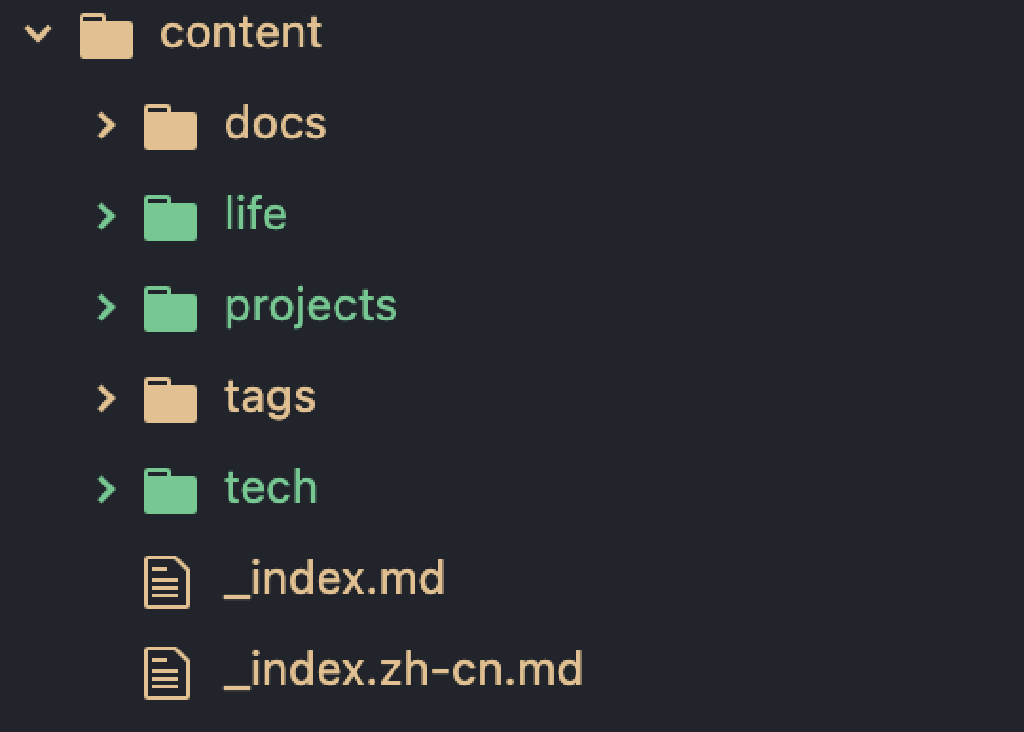 content
docs
life
projects
tags
tech
_index.md
_index.zh-cn.md